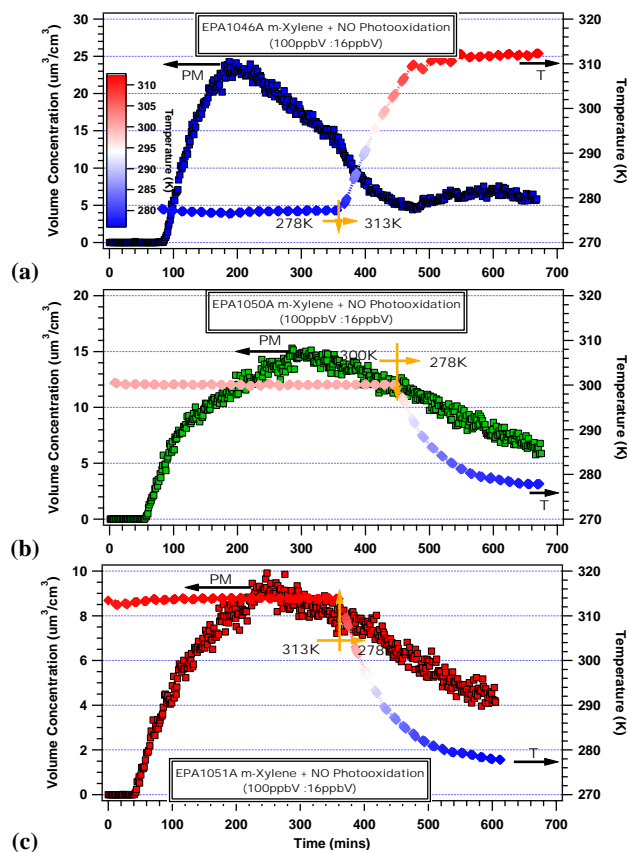 EPA1046A m-Xylene + NO Photooxidation
(100ppbV :16ppbV)
PM
T
278K
313K
Volume Concentration (um3/cm3)
30
25
20
15
10
5
0
Temperature (K)
310
305
300
295
290
285
280
320
310
300
290
280
270
Temperature (K)
0 100 200 300 400 500 600 700
(a)
EPA1050A m-Xylene + NO Photooxidation
(100ppbV :16ppbV)
PM
300K
278K
T
Volume Concentration (um3/cm3)
20
15
10
5
0
320
310
300
290
280
270
Temperature (K)
0 100 200 300 400 500 600 700
(b)
PM
313K
278K
T
EPA1051A m-Xylene + NO Photooxidation
(100ppbV :16ppbV)
Volume Concentration (um3/cm3)
10
8
6
4
2
0
320
310
300
290
280
270
Temperature (K)
0 100 200 300 400 500 600 700
Time (mins)
(c)